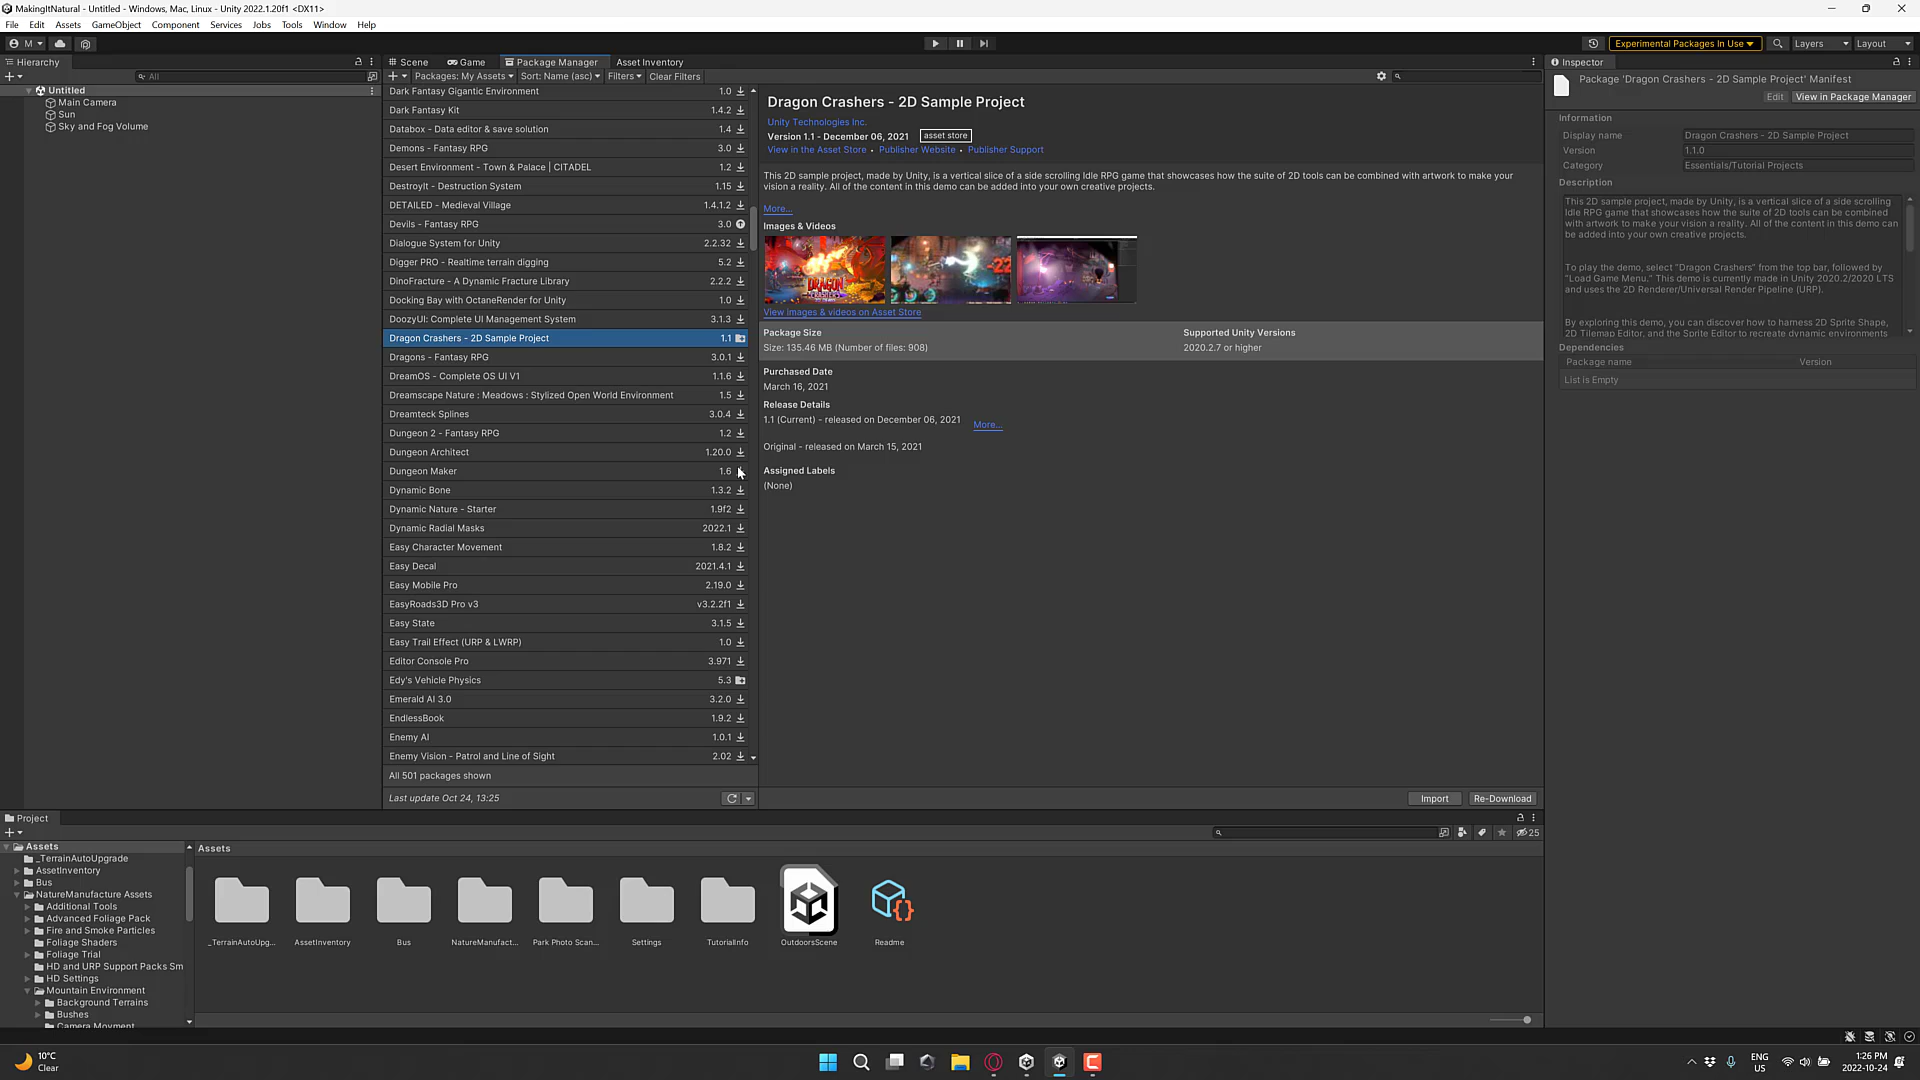 MakingItNatural - Untitled - Windows, Mac, Linux - Unity 2022.1.20f1 <DX11>
File Edit Assets GameObject Component Services Jobs Tools Window Help
M
Experimental Packages In Use
Layers
Layout
Hierarchy
All
Untitled
Main Camera
Sun
Sky and Fog Volume
Scene
Game
Package Manager
Asset Inventory
Packages: My Assets
Sort: Name (asc)
Filters
Clear Filters
Dark Fantasy Gigantic Environment 1.0
Dark Fantasy Kit 1.4.2
Databox - Data editor & save solution 1.4
Demons - Fantasy RPG 3.0
Desert Environment - Town & Palace | CITADEL 1.2
DestroyIt - Destruction System 1.15
DETAILED - Medieval Village 1.4.1.2
Devils - Fantasy RPG 3.0
Dialogue System for Unity 2.2.32
Digger PRO - Realtime terrain digging 5.2
DinoFracture - A Dynamic Fracture Library 2.2.2
Docking Bay with OctaneRender for Unity 1.0
DoozyUI: Complete UI Management System 3.1.3
Dragon Crashers - 2D Sample Project 1.1
Dragons - Fantasy RPG 3.0.1
DreamOS - Complete OS UI V1 1.1.6
Dreamscape Nature : Meadows : Stylized Open World Environment 1.5
Dreamteck Splines 3.0.4
Dungeon 2 - Fantasy RPG 1.2
Dungeon Architect 1.20.0
Dungeon Maker 1.6
Dynamic Bone 1.3.2
Dynamic Nature - Starter 1.9f2
Dynamic Radial Masks 2022.1
Easy Character Movement 1.8.2
Easy Decal 2021.4.1
Easy Mobile Pro 2.19.0
EasyRoads3D Pro v3 v3.2.2f1
Easy State 3.1.5
Easy Trail Effect (URP & LWRP) 1.0
Editor Console Pro 3.971
Edy's Vehicle Physics 5.3
Emerald AI 3.0 3.2.0
EndlessBook 1.9.2
Enemy AI 1.0.1
Enemy Vision - Patrol and Line of Sight 2.02
All 501 packages shown
Last update Oct 24, 13:25
Dragon Crashers - 2D Sample Project
Unity Technologies Inc.
Version 1.1 - December 06, 2021 asset store
View in the Asset Store • Publisher Website • Publisher Support
This 2D sample project, made by Unity, is a vertical slice of a side scrolling Idle RPG game that showcases how the suite of 2D tools can be combined with artwork to make your
vision a reality. All of the content in this demo can be added into your own creative projects.
More...
Images & Videos
DRAGON
View images & videos on Asset Store
Package Size
Size: 135.46 MB (Number of files: 908)
Supported Unity Versions
2020.2.7 or higher
Purchased Date
March 16, 2021
Release Details
1.1 (Current) - released on December 06, 2021 More...
Original - released on March 15, 2021
Assigned Labels
(None)
Import
Re-Download
Inspector
Package 'Dragon Crashers - 2D Sample Project' Manifest
Edit
View in Package Manager
Information
Display name Dragon Crashers - 2D Sample Project
Version 1.1.0
Category Essentials/Tutorial Projects
Description
This 2D sample project, made by Unity, is a vertical slice of a side scrolling
Idle RPG game that showcases how the suite of 2D tools can be combined
with artwork to make your vision a reality. All of the content in this demo can
be added into your own creative projects.
To play the demo, select "Dragon Crashers" from the top bar, followed by
"Load Game Menu." This demo is currently made in Unity 2020.2/2020 LTS
and uses the 2D Renderer/Universal Render Pipeline (URP).
By exploring this demo, you can discover how to harness 2D Sprite Shape,
2D Tilemap Editor, and the Sprite Editor to recreate dynamic environments
Dependencies
Package name Version
List is Empty
Project
25
Assets
_TerrainAutoUpgrade
AssetInventory
Bus
NatureManufacture Assets
Additional Tools
Advanced Foliage Pack
Fire and Smoke Particles
Foliage Shaders
Foliage Trial
HD and URP Support Packs Sm
HD Settings
Mountain Environment
Background Terrains
Bushes
Camera Movment
Assets
_TerrainAutoUpg...
AssetInventory
Bus
NatureManufact...
Park Photo Scan...
Settings
TutorialInfo
OutdoorsScene
Readme
10°C
Clear
ENG
US
1:26 PM
2022-10-24